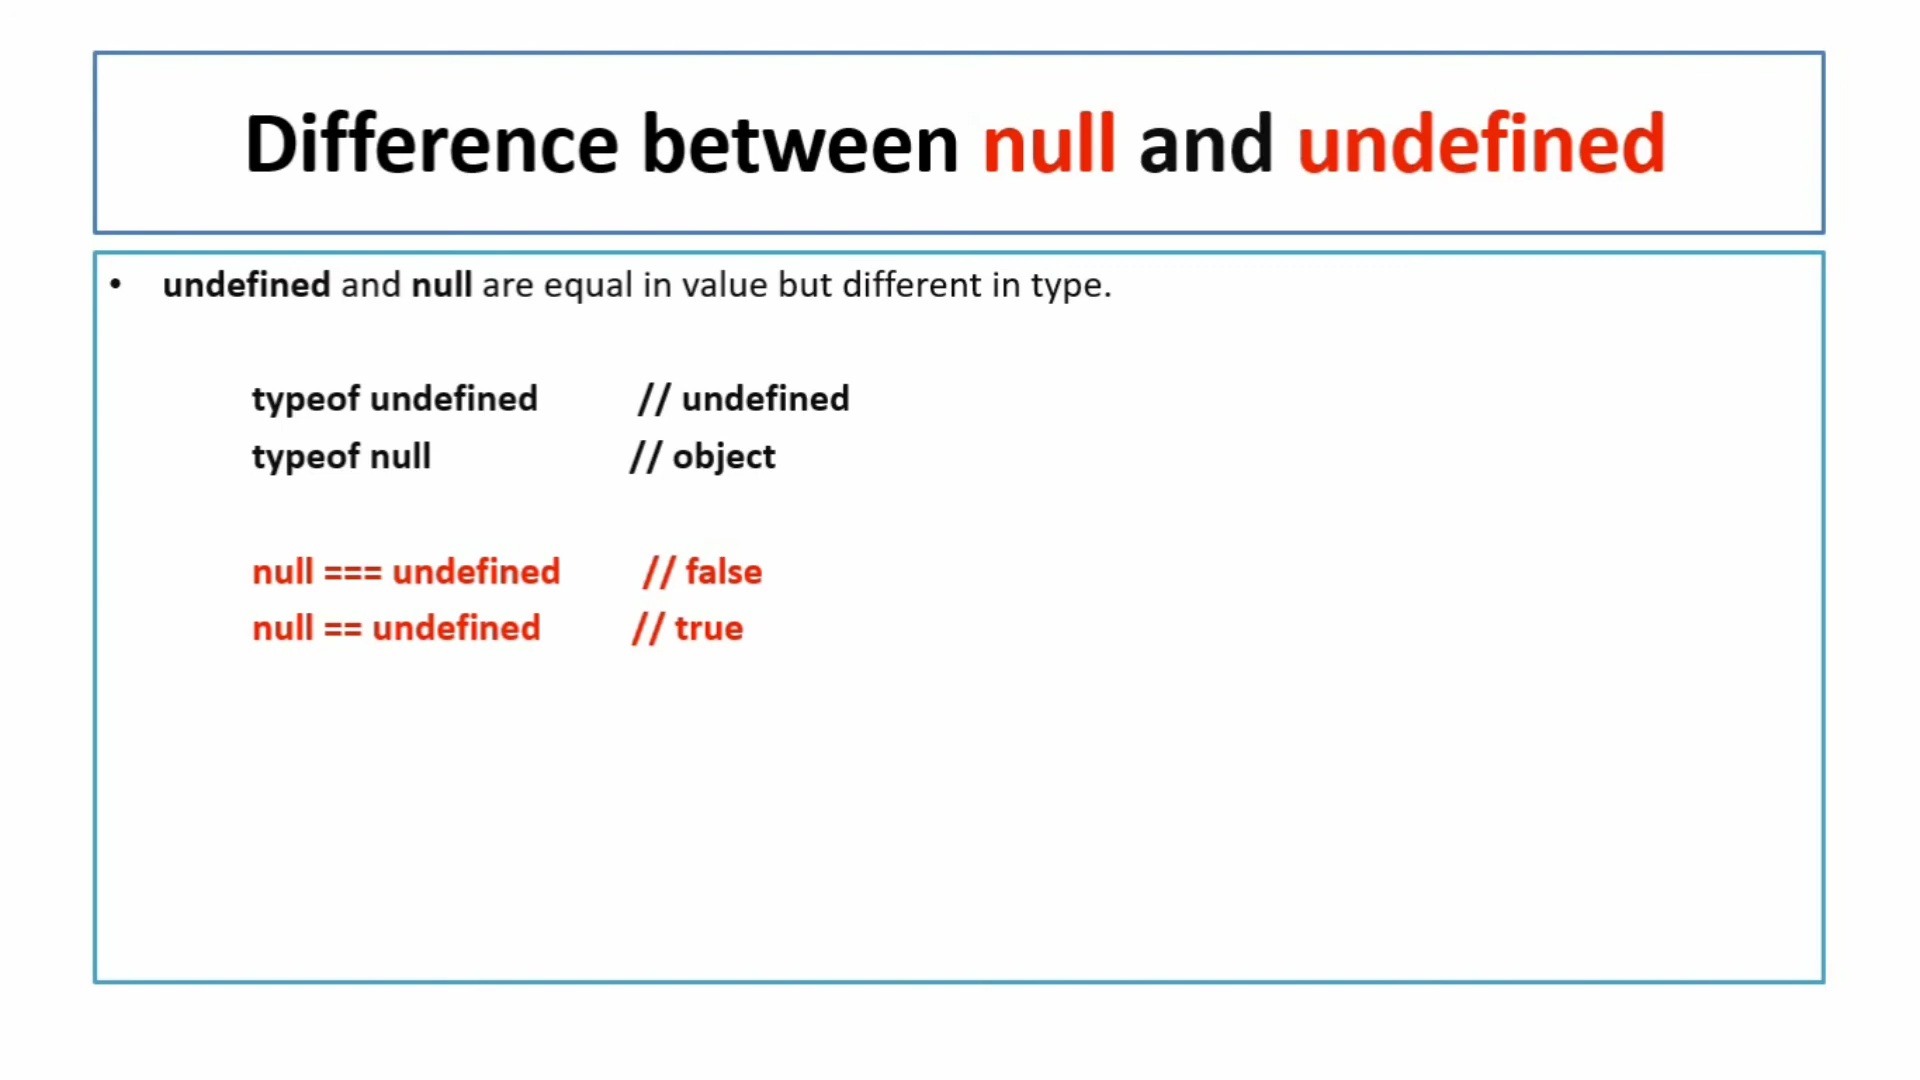 Difference between null and undefined
• undefined and null are equal in value but different in type.
typeof undefined // undefined
typeof null // object
null === undefined // false
null == undefined // true